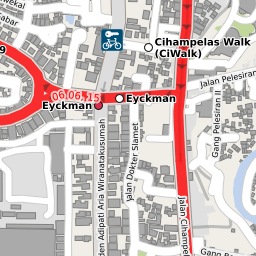 Cihampelas Walk
(CiWalk)
06,06,15
Eyckman
Eyckman
Jalan Pelesiran
Gang Pelesiran II
Jalan Dokter Slamet
den Adipati Aria Wiranatakusumah
Jalan Cihampel
Gang B